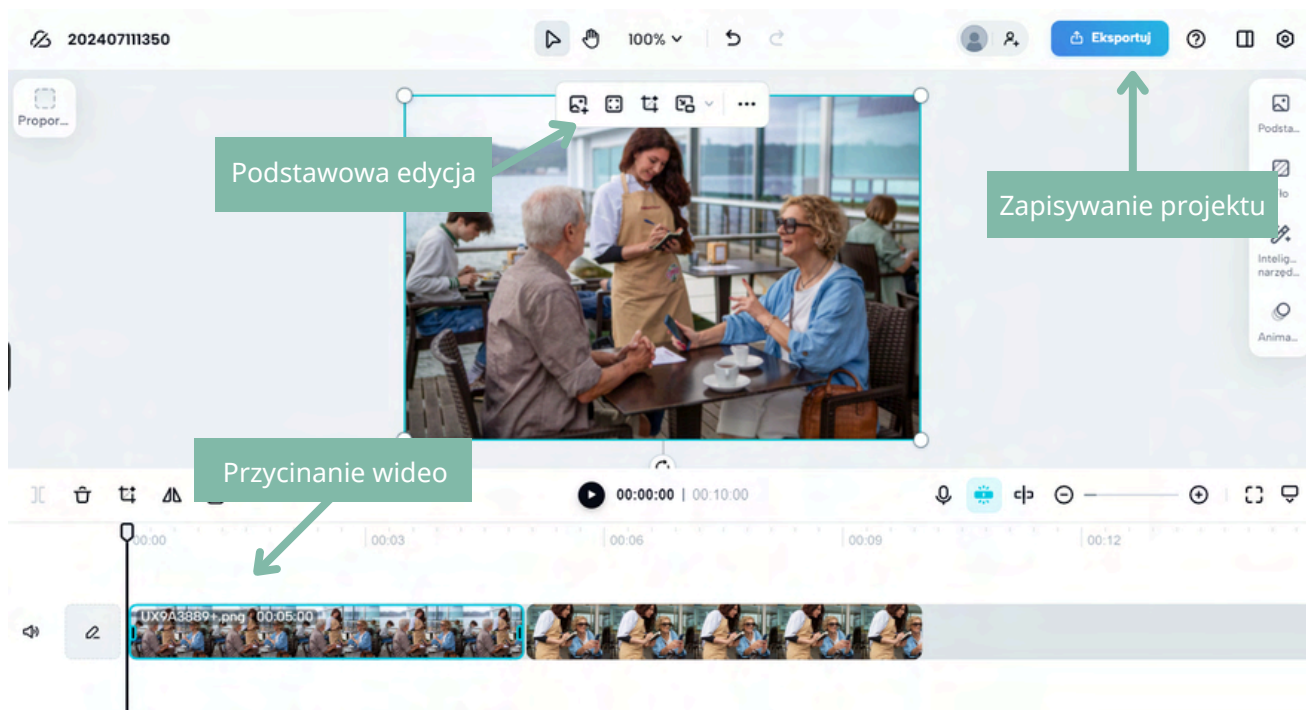 202407111350
100%
Eksportuj
Propor...
Podsta...
Podstawowa edycja
Zapisywanie projektu
Intelig...
narzęd...
Anima...
Przycinanie wideo
00:00:00 | 00:10:00
00:00
00:03
00:06
00:09
00:12
UX9A3889+.png 00:05:00